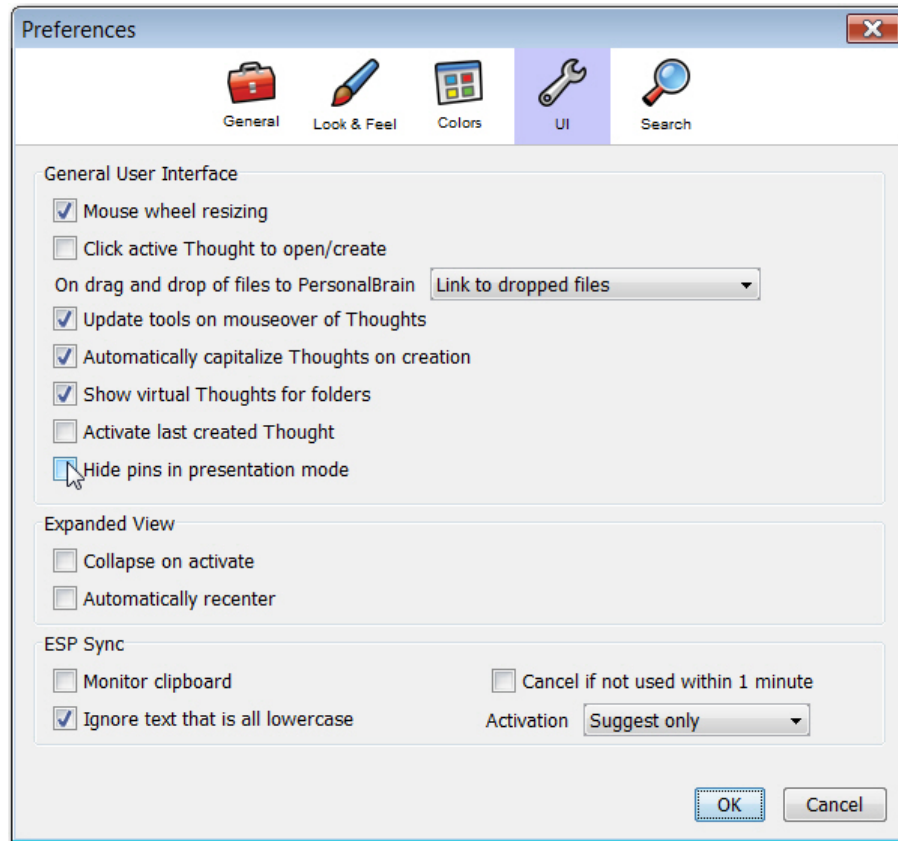 Preferences
General
Look & Feel
Colors
UI
Search
General User Interface
Mouse wheel resizing
Click active Thought to open/create
On drag and drop of files to PersonalBrain Link to dropped files
Update tools on mouseover of Thoughts
Automatically capitalize Thoughts on creation
Show virtual Thoughts for folders
Activate last created Thought
Hide pins in presentation mode
Expanded View
Collapse on activate
Automatically recenter
ESP Sync
Monitor clipboard Cancel if not used within 1 minute
Ignore text that is all lowercase Activation Suggest only
OK Cancel